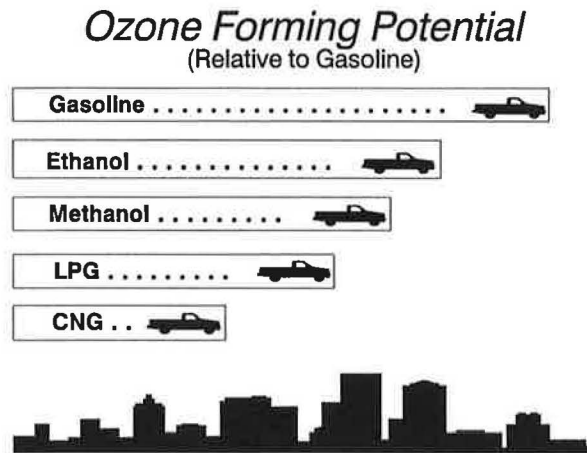 Ozone Forming Potential
(Relative to Gasoline)
Gasoline . . . . . . . . . . . . . . . . . . . . . .
Ethanol . . . . . . . . . . . . . .
Methanol . . . . . . . . .
LPG . . . . . . . . .
CNG . .